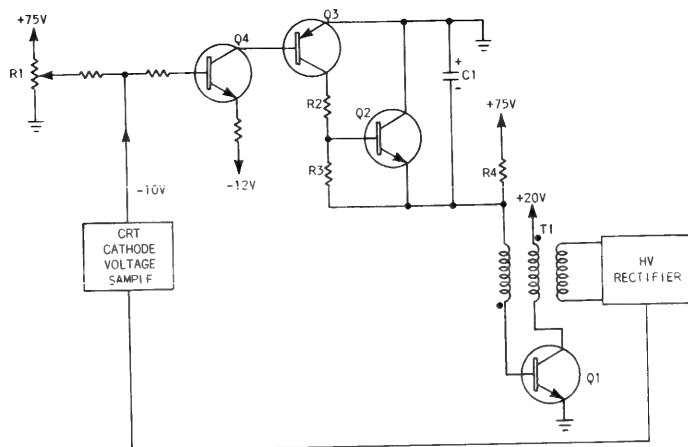 +75V
R1
Q4
Q3
R2
Q2
R3
+
C1
-
+75V
R4
-10V
-12V
+20V
T1
CRT
CATHODE
VOLTAGE
SAMPLE
HV
RECTIFIER
Q1